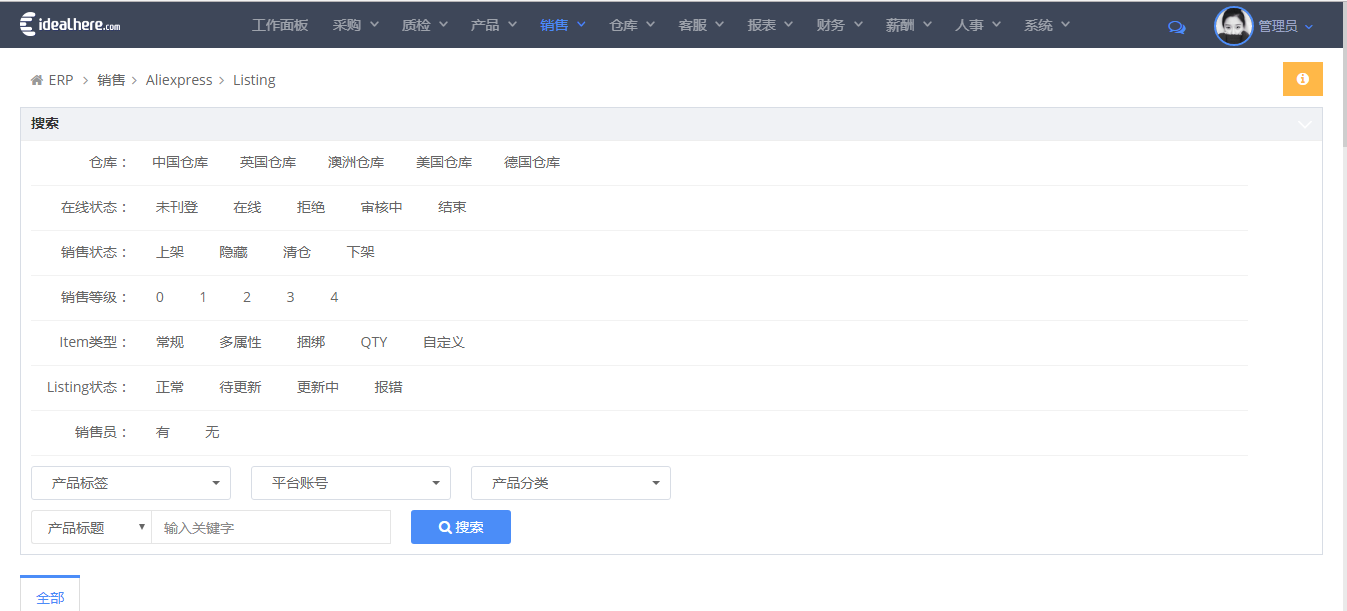 idealhere.com 工作面板 采购 质检 产品 销售 仓库 客服 报表 财务 薪酬 人事 系统 管理员
ERP > 销售 > Aliexpress > Listing
搜索
仓库： 中国仓库 英国仓库 澳洲仓库 美国仓库 德国仓库
在线状态： 未刊登 在线 拒绝 审核中 结束
销售状态： 上架 隐藏 清仓 下架
销售等级： 0 1 2 3 4
Item类型： 常规 多属性 捆绑 QTY 自定义
Listing状态： 正常 待更新 更新中 报错
销售员： 有 无
产品标签 平台账号 产品分类
产品标题 输入关键字 搜索
全部